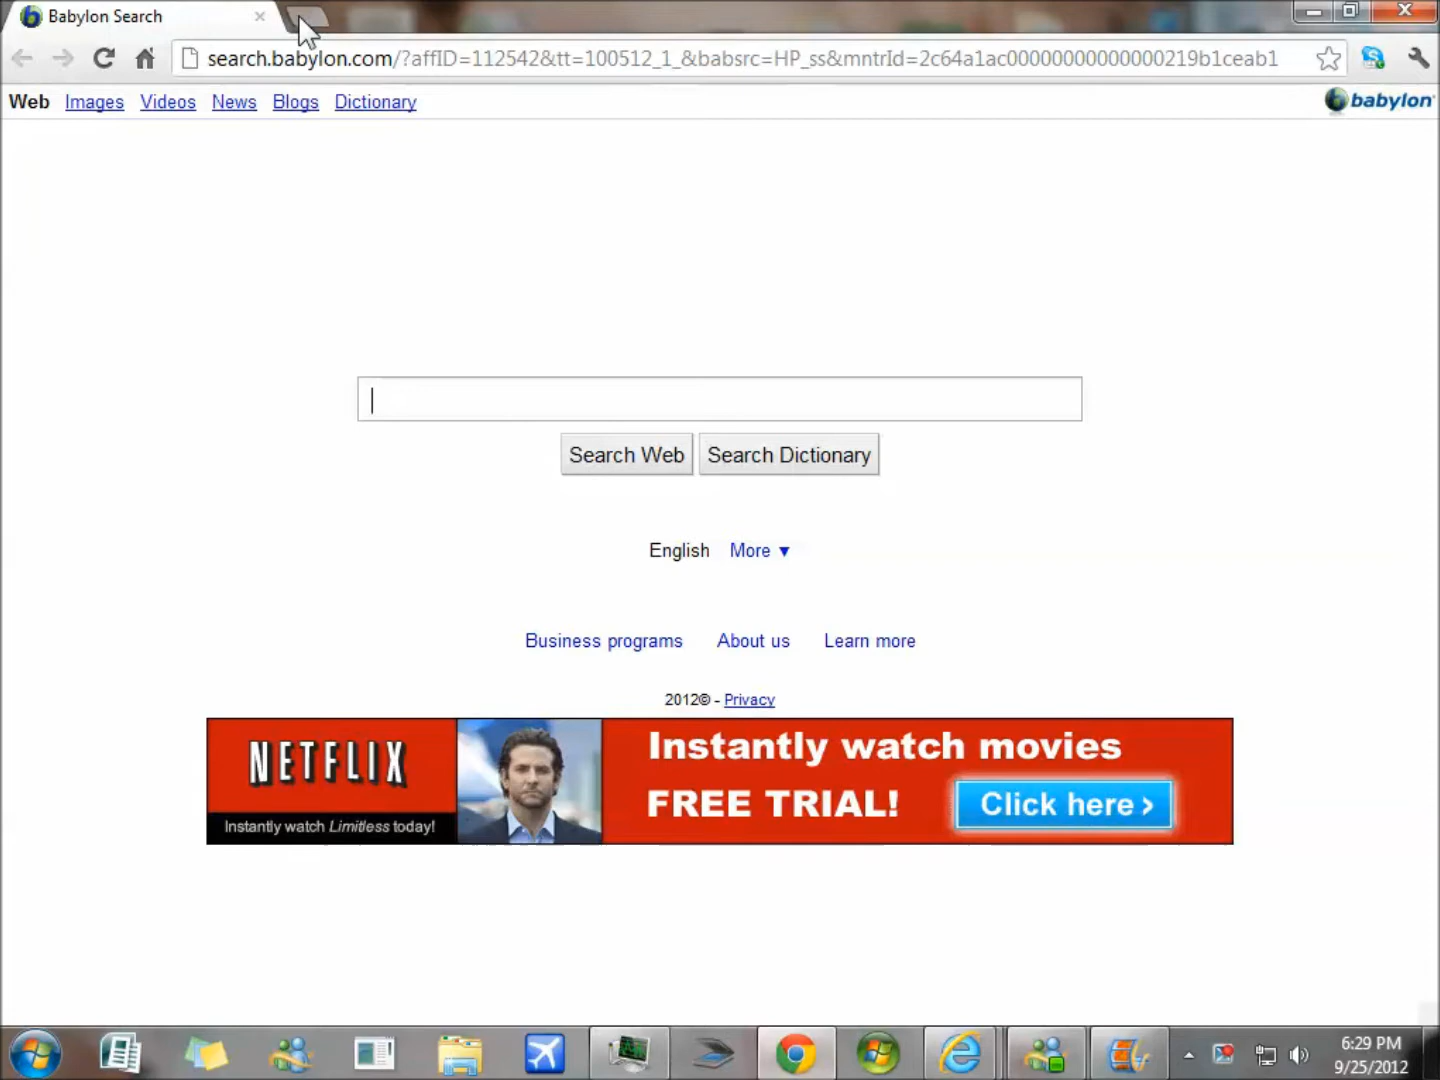 Babylon Search
search.babylon.com/?affID=112542&tt=100512_1_&babsrc=HP_ss&mntrId=2c64a1ac00000000000000219b1ceab1
Web Images Videos News Blogs Dictionary
babylon
Search Web Search Dictionary
English More ▼
Business programs About us Learn more
2012© - Privacy
NETFLIX
Instantly watch Limitless today!
Instantly watch movies
FREE TRIAL!
Click here ›
6:29 PM
9/25/2012